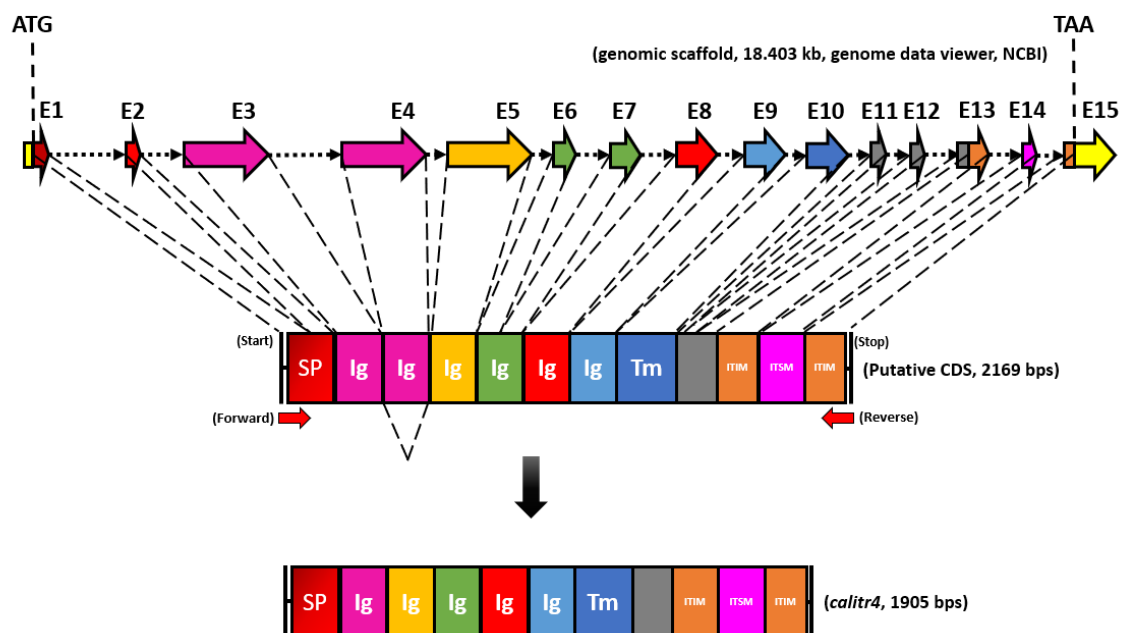 ATG
TAA
(genomic scaffold, 18.403 kb, genome data viewer, NCBI)
E1 E2 E3 E4 E5 E6 E7 E8 E9 E10 E11 E12 E13 E14 E15
(Start)
(Stop)
SP Ig Ig Ig Ig Ig Ig Tm ITIM ITSM ITIM
(Putative CDS, 2169 bps)
(Forward)
(Reverse)
SP Ig Ig Ig Ig Ig Tm ITIM ITSM ITIM
(calitr4, 1905 bps)